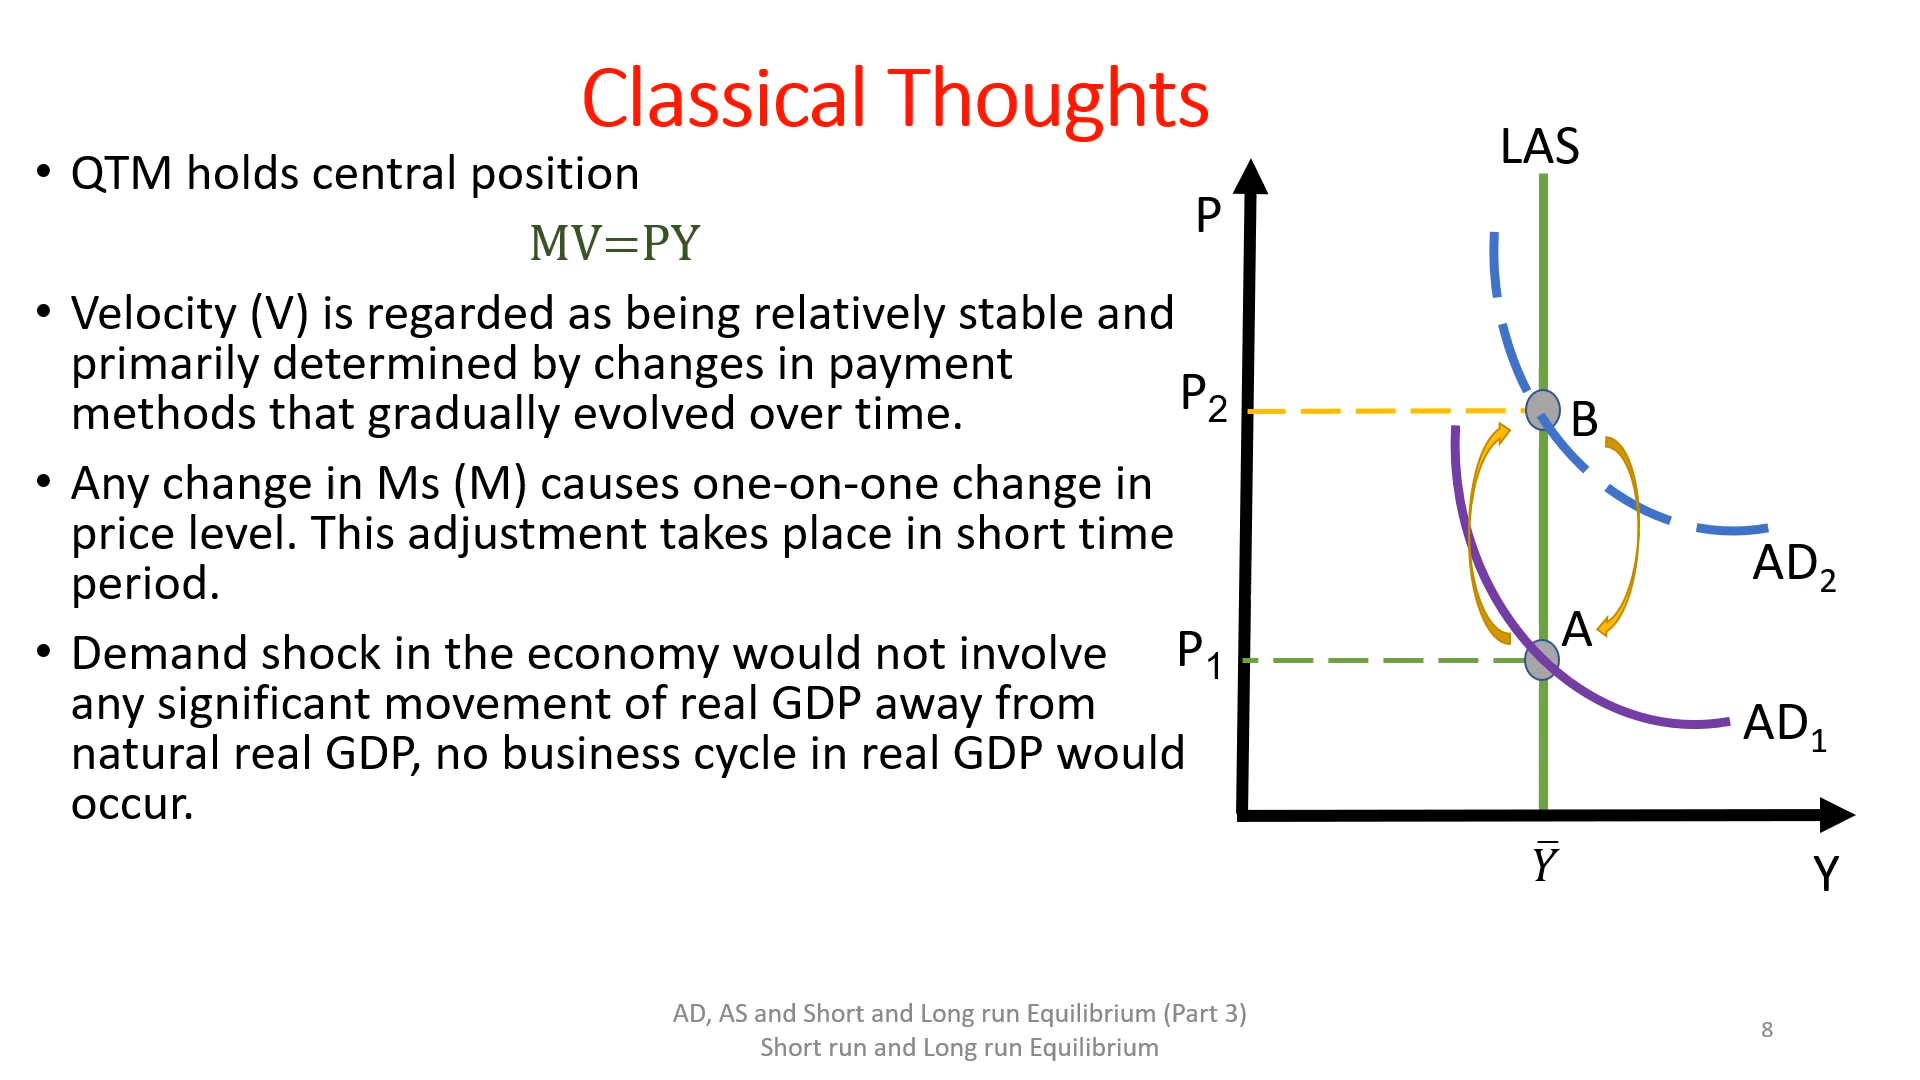 Classical Thoughts
• QTM holds central position
MV=PY
• Velocity (V) is regarded as being relatively stable and
primarily determined by changes in payment
methods that gradually evolved over time.
• Any change in Ms (M) causes one-on-one change in
price level. This adjustment takes place in short time
period.
• Demand shock in the economy would not involve
any significant movement of real GDP away from
natural real GDP, no business cycle in real GDP would
occur.
LAS
P
P₂
B
AD₂
A
P₁
AD₁
Y̅
Y
AD, AS and Short and Long run Equilibrium (Part 3)
Short run and Long run Equilibrium
8